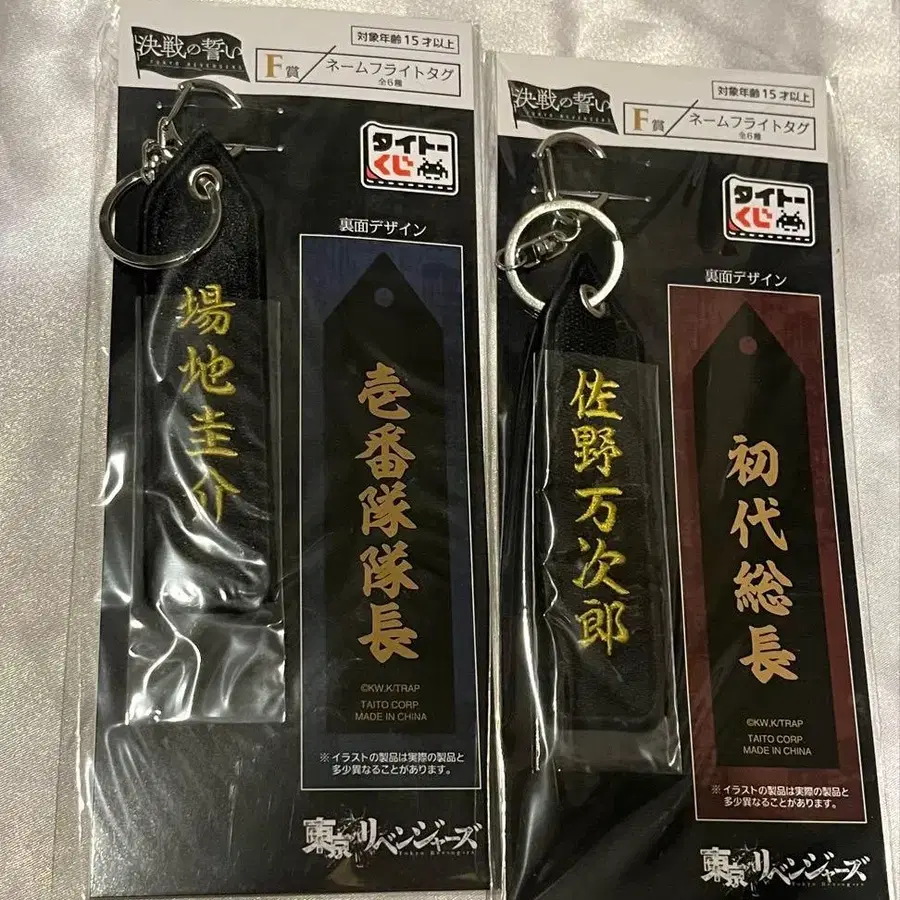 決戦の誓い
TOKYO REVENGERS
対象年齢15才以上
F賞/ネームフライトタグ
全6種
タイトー
くじ
裏面デザイン
場地圭介
壱番隊隊長
©KW.K/TRAP
TAITO CORP.
MADE IN CHINA
※イラストの製品は実際の製品と
多少異なることがあります。
東京リベンジャーズ
Tokyo Revengers
決戦の誓い
TOKYO REVENGERS
対象年齢15才以上
F賞/ネームフライトタグ
全6種
タイトー
くじ
裏面デザイン
佐野万次郎
初代総長
©KW.K/TRAP
TAITO CORP.
MADE IN CHINA
※イラストの製品は実際の製品と
多少異なることがあります。
東京リベンジャーズ
Tokyo Revengers